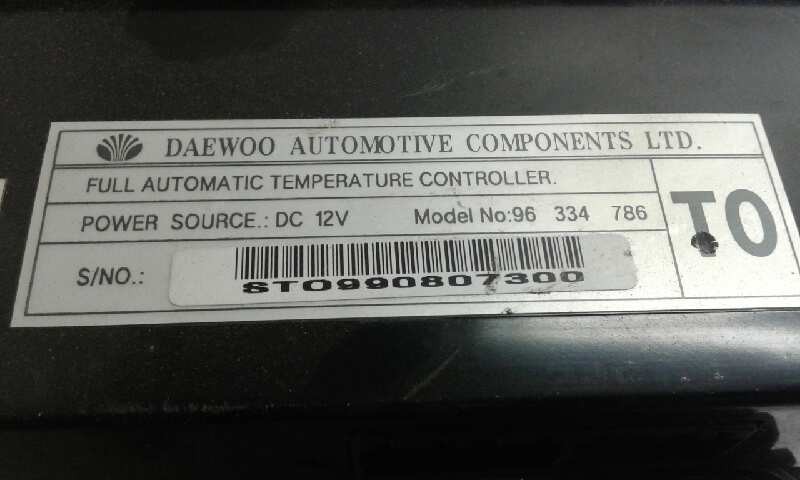 DAEWOO AUTOMOTIVE COMPONENTS LTD.
FULL AUTOMATIC TEMPERATURE CONTROLLER.
POWER SOURCE.: DC 12V Model No:96 334 786
TO
S/NO.:
STO990807300